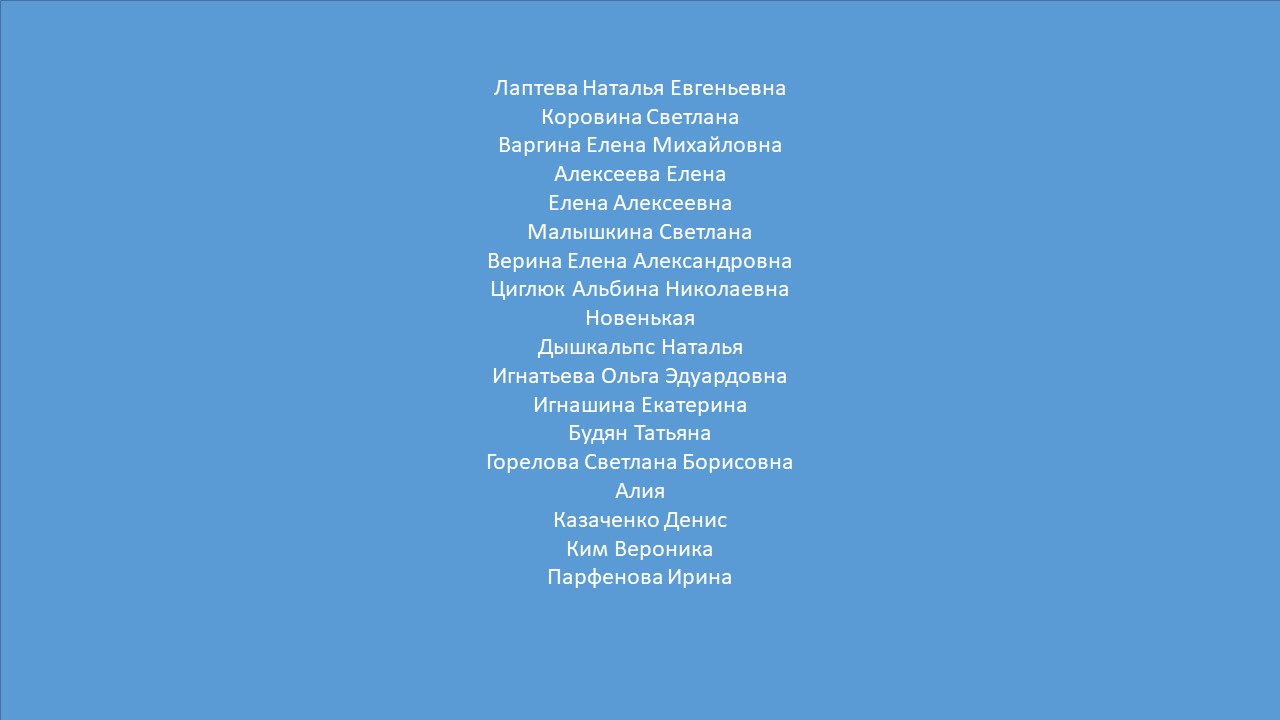 Лаптева Наталья Евгеньевна
Коровина Светлана
Варгина Елена Михайловна
Алексеева Елена
Елена Алексеевна
Малышкина Светлана
Верина Елена Александровна
Циглюк Альбина Николаевна
Новенькая
Дышкальпс Наталья
Игнатьева Ольга Эдуардовна
Игнашина Екатерина
Будян Татьяна
Горелова Светлана Борисовна
Алия
Казаченко Денис
Ким Вероника
Парфенова Ирина